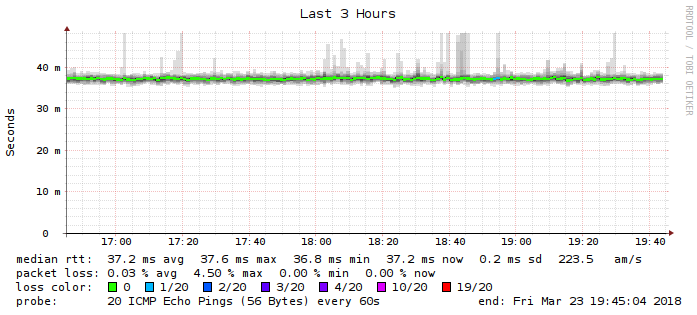 Last 3 Hours
RRDTOOL / TOBI OETIKER
Seconds
40 m
30 m
20 m
10 m
0
17:00 17:20 17:40 18:00 18:20 18:40 19:00 19:20 19:40
median rtt: 37.2 ms avg 37.6 ms max 36.8 ms min 37.2 ms now 0.2 ms sd 223.5 am/s
packet loss: 0.03 % avg 4.50 % max 0.00 % min 0.00 % now
loss color: 0 1/20 2/20 3/20 4/20 10/20 19/20
probe: 20 ICMP Echo Pings (56 Bytes) every 60s end: Fri Mar 23 19:45:04 2018